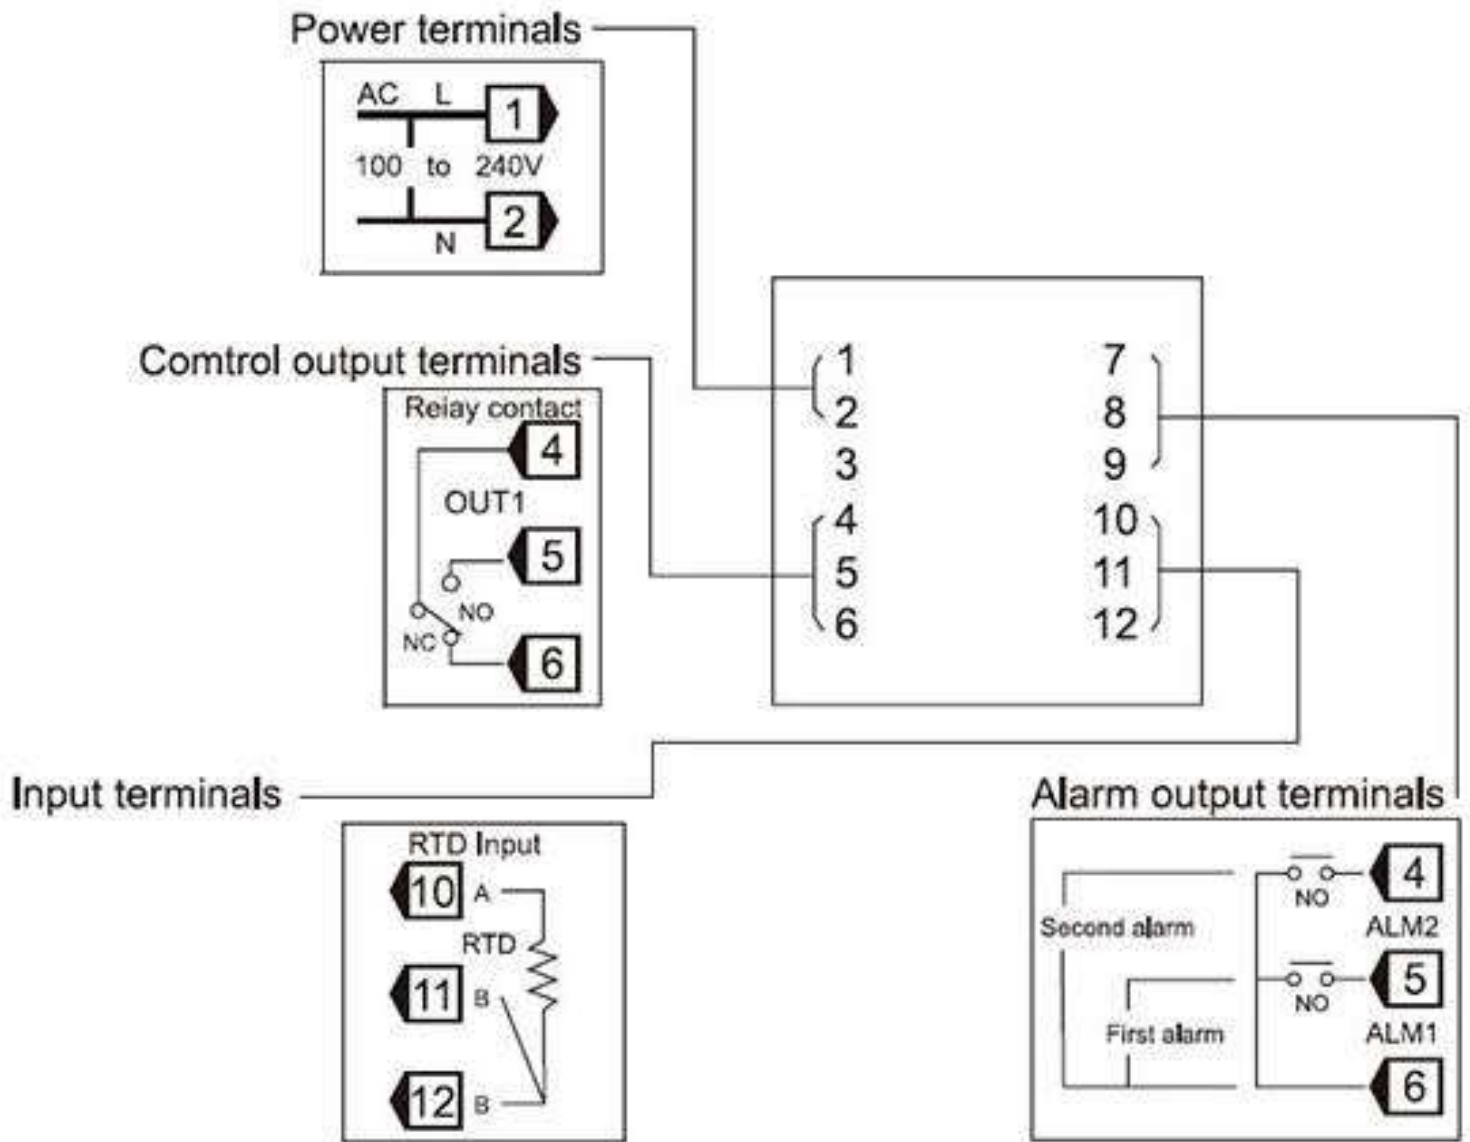 Power terminals
AC L 1
100 to 240V
N 2
Comtrol output terminals
Reiay contact
4
OUT1
5
NO
NC
6
1 7
2 8
3 9
4 10
5 11
6 12
Input terminals
RTD Input
10 A
RTD
11 B
12 B
Alarm output terminals
4
NO
Second alarm ALM2
5
NO
First alarm ALM1
6